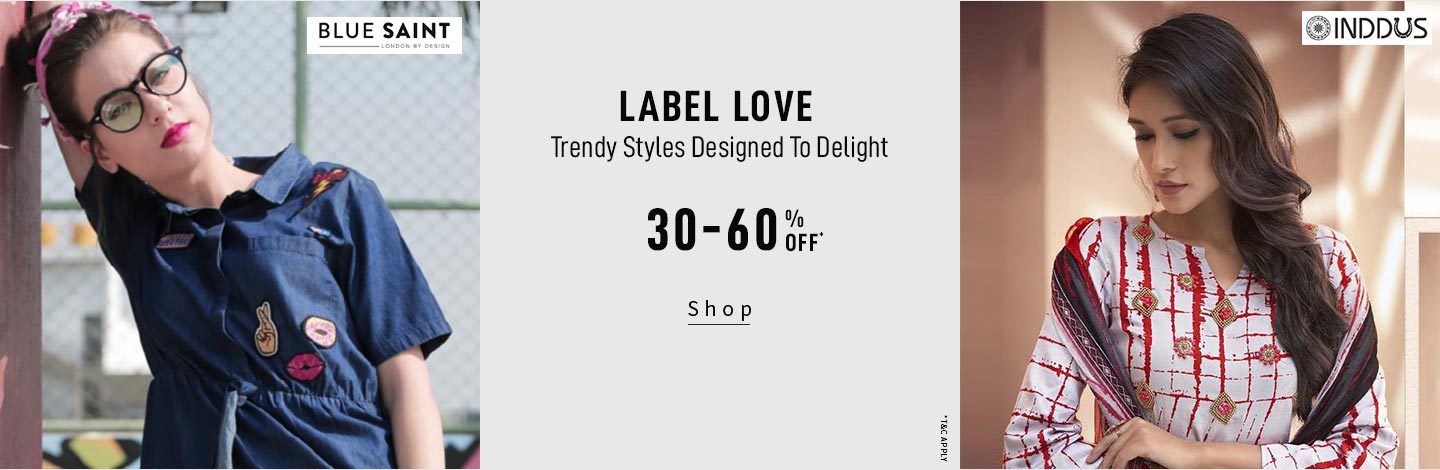 BLUE SAINT
LONDON BY DESIGN
LABEL LOVE
Trendy Styles Designed To Delight
30-60% OFF*
Shop
*T&C APPLY
INDDUS